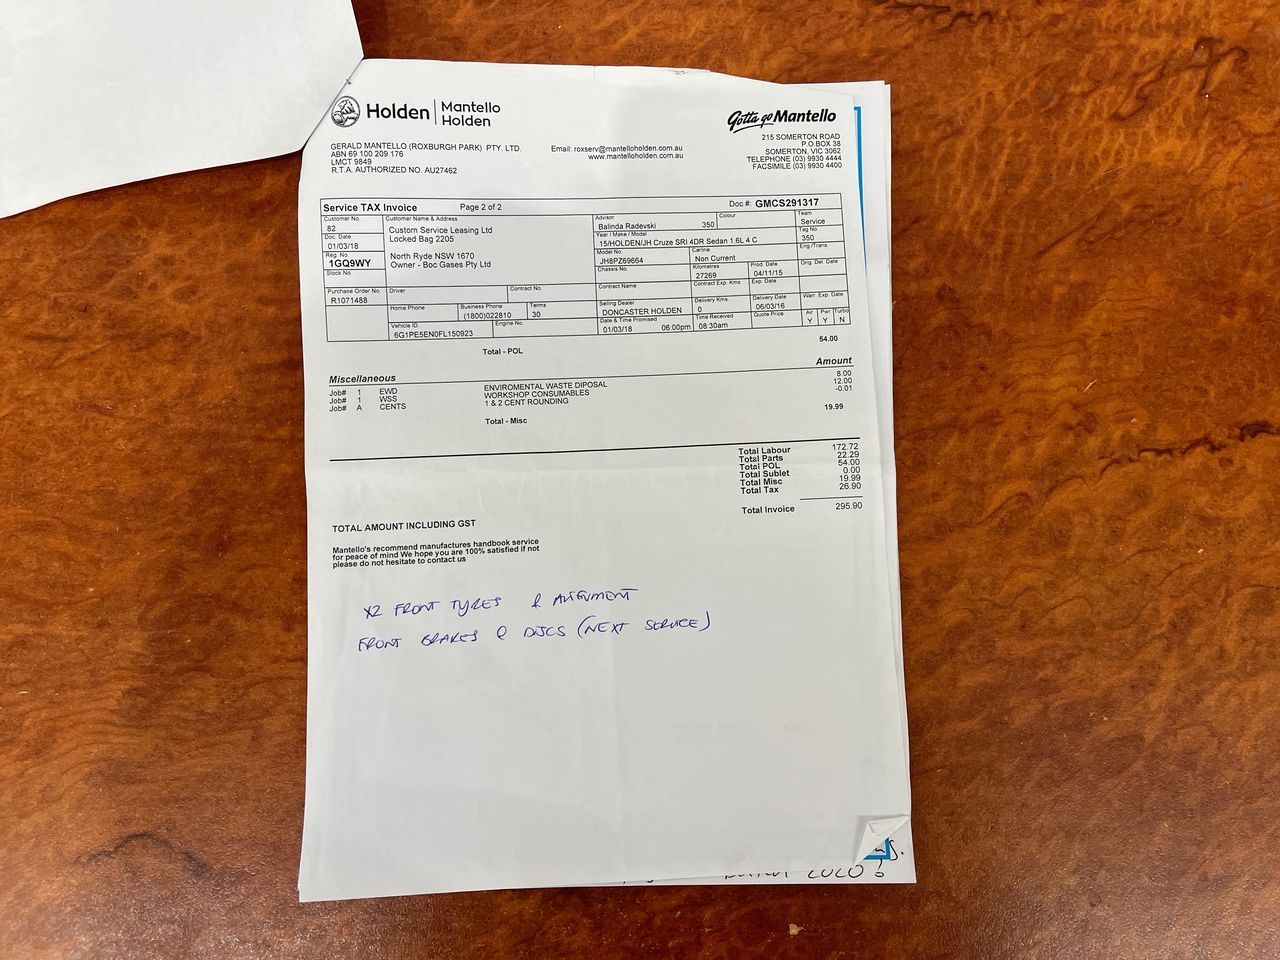 Holden | Mantello Holden
Gotta go Mantello
GERALD MANTELLO (ROXBURGH PARK) PTY. LTD.
ABN 69 100 209 176
LMCT 9849
R.T.A. AUTHORIZED NO. AU27462
Email: roxserv@mantelloholden.com.au
www.mantelloholden.com.au
215 SOMERTON ROAD
P.O BOX 38
SOMERTON, VIC 3062
TELEPHONE (03) 9930 4444
FACSIMILE (03) 9930 4400
Service TAX Invoice Page 2 of 2 Doc #: GMCS291317
Customer No.
82
Doc. Date
01/03/18
Reg. No.
1GQ9WY
Stock No.
Customer Name & Address
Custom Service Leasing Ltd
Locked Bag 2205
North Ryde NSW 1670
Owner - Boc Gases Pty Ltd
Advisor
Balinda Radevski 350
Colour
Team
Service
Year / Make / Model
15/HOLDEN/JH Cruze SRI 4DR Sedan 1.6L 4 C
Tag No
350
Model No.
JH8PZ69664
Carline
Non Current
Eng /Trans.
Chassis No.
Kilometres
27269
Prod. Date
04/11/15
Orig. Del. Date
Purchase Order No.
R1071488
Driver
Contract No.
Contract Name
Contract Exp. Kms
Exp. Date
Home Phone
Business Phone
(1800)022810
Terms
30
Selling Dealer
DONCASTER HOLDEN
Delivery Kms
0
Delivery Date
06/03/16
Warr. Exp. Date
Vehicle ID
6G1PE5EN0FL150923
Engine No.
Date & Time Promised
01/03/18 06:00pm
Time Received
08:30am
Quote Price
Air Pwr Turbo
Y Y N
Total - POL 54.00
Miscellaneous Amount
Job# 1 EWD ENVIROMENTAL WASTE DIPOSAL 8.00
Job# 1 WSS WORKSHOP CONSUMABLES 12.00
Job# A CENTS 1 & 2 CENT ROUNDING -0.01
Total - Misc 19.99
Total Labour 172.72
Total Parts 22.29
Total POL 54.00
Total Sublet 0.00
Total Misc 19.99
Total Tax 26.90
Total Invoice 295.90
TOTAL AMOUNT INCLUDING GST
Mantello's recommend manufactures handbook service
for peace of mind We hope you are 100% satisfied if not
please do not hesitate to contact us
X2 FRONT TYRES & ALIGNMENT
FRONT BRAKES & DISCS (NEXT SERVICE)
2020